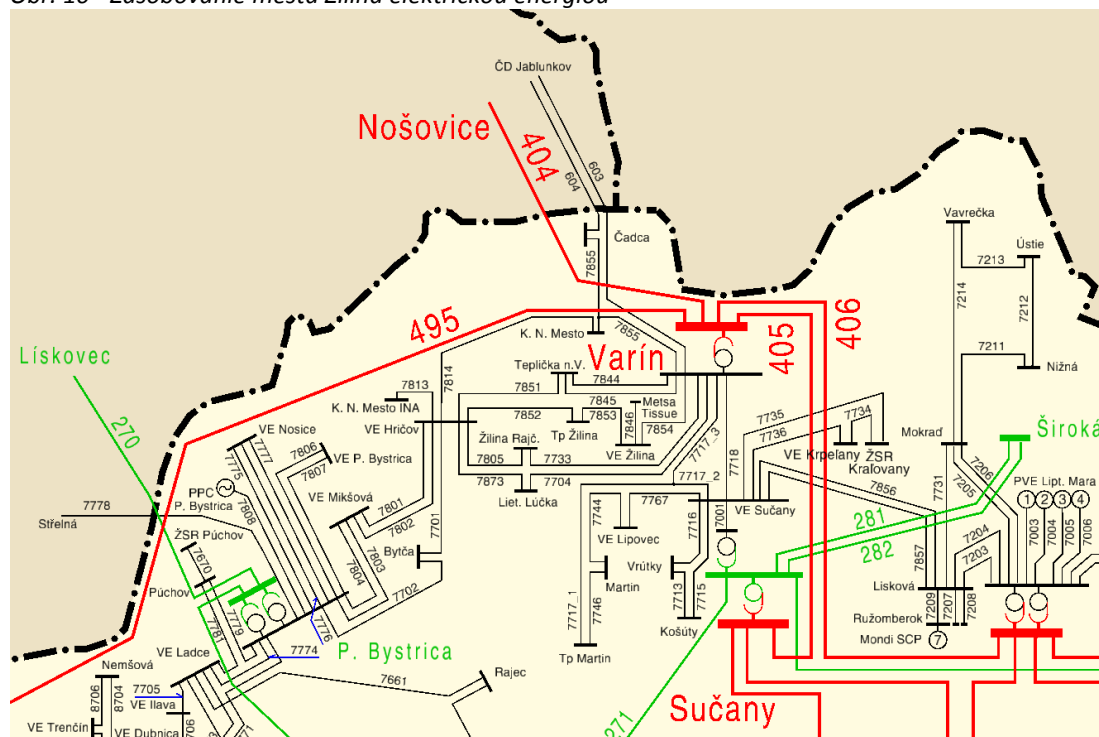 Obr. 10 - Zásobovanie mesta Žilina elektrickou energiou
ČD Jablunkov
Nošovice
404
603
604
Čadca
7855
Vavrečka
Ústie
7213
7214
7212
7211
Nižná
495
406
405
Lískovec
270
K. N. Mesto
7855
Varín
Teplička n.V.
7851
7844
7813
7814
K. N. Mesto INA
7845
Metsa
Tissue
7852
7853
7846
7854
VE Hričov
Tp Žilina
VE Žilina
Žilina Rajč.
7805
7733
7873
7704
Liet. Lúčka
7717_3
7717_2
7718
7735
7736
7734
VE Krpeľany
ŽSR
Kraľovany
Mokraď
Široká
7856
7731
7206
7205
VE Nosice
7775
7777
7806
7807
VE P. Bystrica
PPC
P. Bystrica
7808
VE Mikšová
7801
7802
7701
7778
Střelná
ŽSR Púchov
7670
Púchov
7803
7804
Bytča
7702
7781
7779
7776
7774
P. Bystrica
VE Ladce
Nemšová
8706
8704
7705
VE Ilava
VE Trenčín
VE Dubnica
7661
Rajec
7744
7767
7716
VE Sučany
7001
VE Lipovec
Vrútky
Martin
7713
7715
Košúty
7717_1
7746
Tp Martin
271
Sučany
281
282
PVE Lipt. Mara
1
2
3
4
7003
7004
7005
7006
7857
7204
7203
Lisková
7209
7207
7208
Ružomberok
Mondi SCP
7